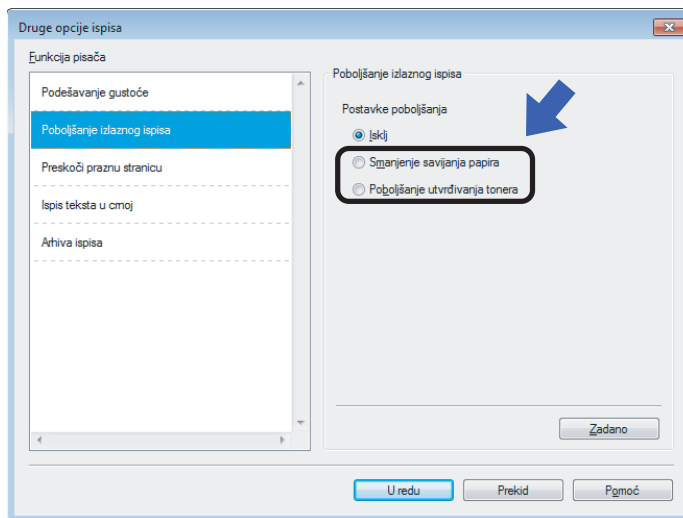 Druge opcije ispisa
Funkcija pisača
Podešavanje gustoće
Poboljšanje izlaznog ispisa
Preskoči praznu stranicu
Ispis teksta u crnoj
Arhiva ispisa
Poboljšanje izlaznog ispisa
Postavke poboljšanja
Isklj
Smanjenje savijanja papira
Poboljšanje utvrđivanja tonera
Zadano
U redu
Prekid
Pomoć